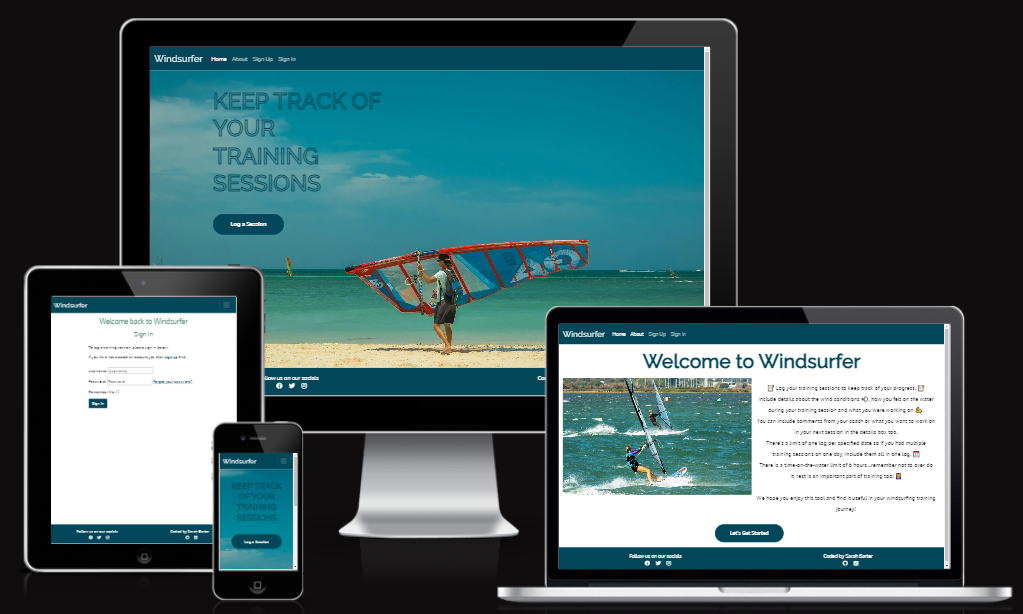 Windsurfer Home About Sign Up Sign In
KEEP TRACK OF
YOUR
TRAINING
SESSIONS
Log a Session
follow us on our socials
Co
Windsurfer
Welcome back to Windsurfer
Sign In
To log a training session, please sign in below.
If you have not created an account yet, then sign up first.
Username:
Password:
Forgot your password?
Remember Me:
Sign In
Follow us on our socials
Coded by Sarah Barter
Windsurfer
KEEP TRACK
OF YOUR
TRAINING
SESSIONS
Log a Session
Windsurfer Home About Sign Up Sign In
Welcome to Windsurfer
Log your training sessions to keep track of your progress.
Include details about the wind conditions, how you felt on the water
during your training session and what you were working on
You can include comments from your coach or what you want to work on
in your next session in the details box too.
There's a limit of one log per specified date so if you had multiple
training sessions on one day, include them all in one log.
There is a time-on-the-water limit of 8 hours...remember not to over do
it, rest is an important part of training too!
We hope you enjoy this tool and find it useful in your windsurfing training
journey!
Let's Get Started
Follow us on our socials
Coded by Sarah Barter